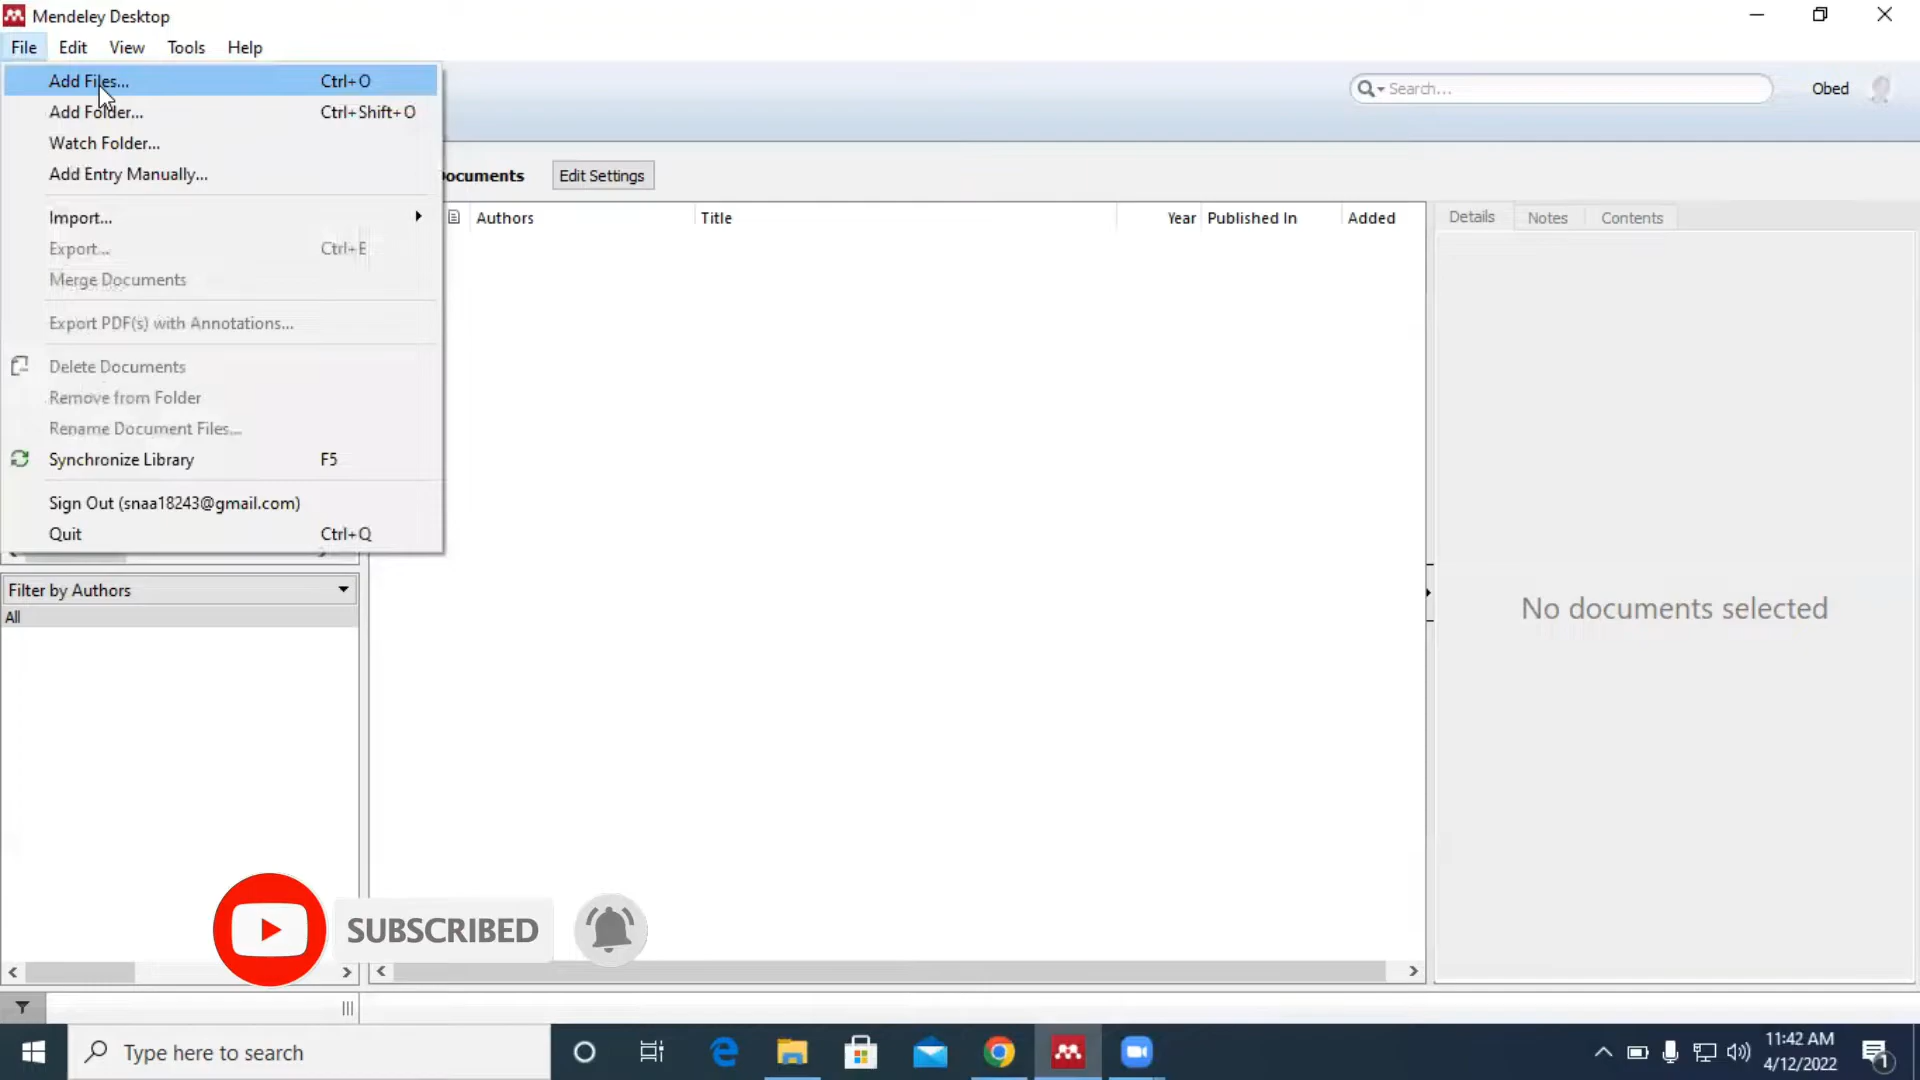 Mendeley Desktop
File Edit View Tools Help
Add Files... Ctrl+O
Search...
Obed
Add Folder... Ctrl+Shift+O
Watch Folder...
Add Entry Manually...
ocuments Edit Settings
Import...
Authors Title Year Published In Added
Details Notes Contents
Export... Ctrl+E
Merge Documents
Export PDF(s) with Annotations...
Delete Documents
Remove from Folder
Rename Document Files...
Synchronize Library F5
Sign Out (snaa18243@gmail.com)
Quit Ctrl+Q
Filter by Authors
All
No documents selected
SUBSCRIBED
Type here to search
11:42 AM
4/12/2022
1